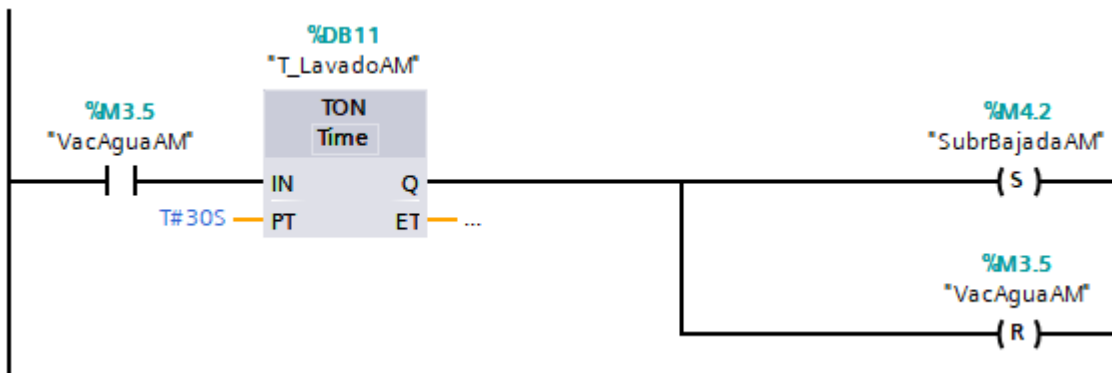 %DB11
"T_LavadoAM"
%M3.5
"VacAguaAM"
TON
Time
IN
Q
T#30S
PT
ET
...
%M4.2
"SubrBajadaAM"
S
%M3.5
"VacAguaAM"
R